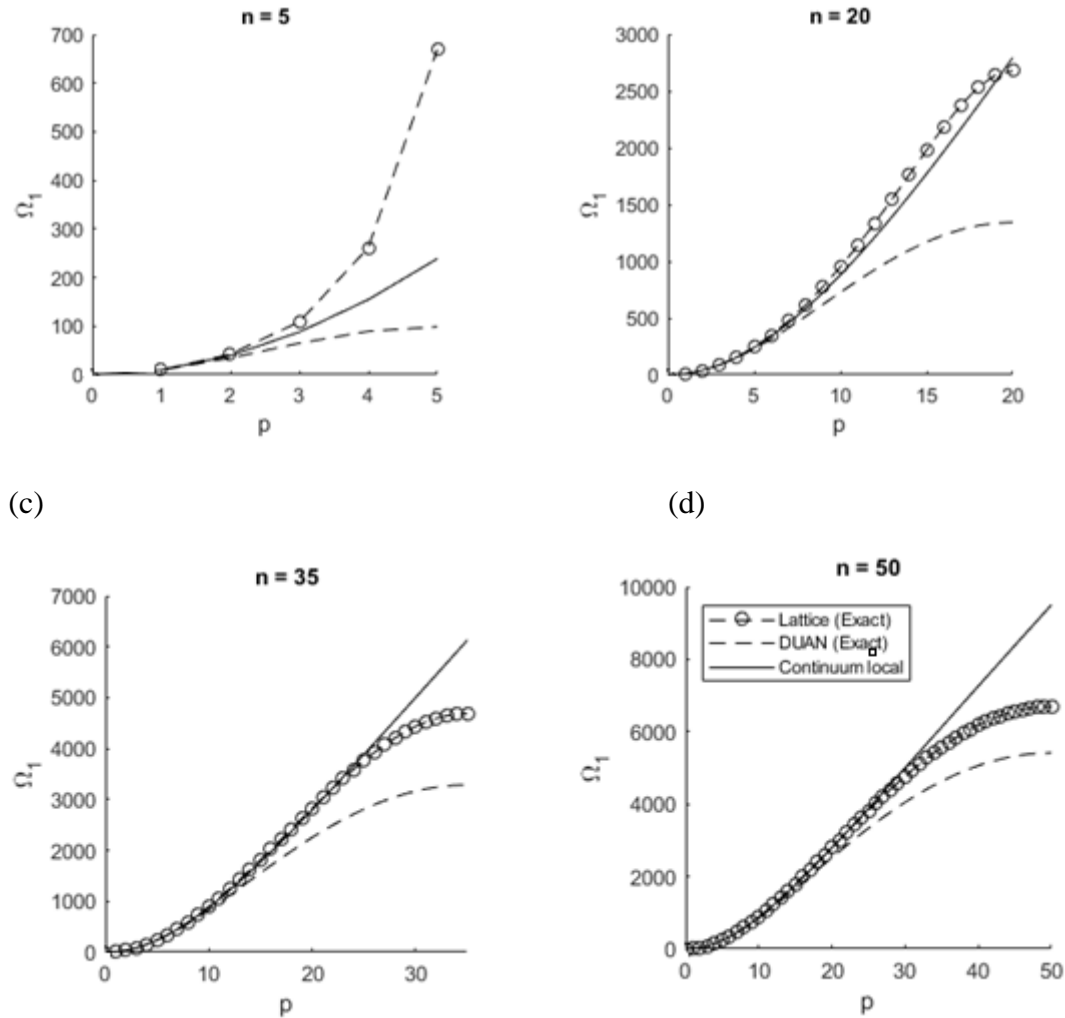 n = 5
700
600
500
400
300
200
100
0
Ω1
0 1 2 3 4 5
p
n = 20
3000
2500
2000
1500
1000
500
0
Ω1
0 5 10 15 20
p
(c)
(d)
n = 35
7000
6000
5000
4000
3000
2000
1000
0
Ω1
0 10 20 30
p
n = 50
10000
8000
6000
4000
2000
0
Ω1
Lattice (Exact)
DUAN (Exact)
Continuum local
0 10 20 30 40 50
p